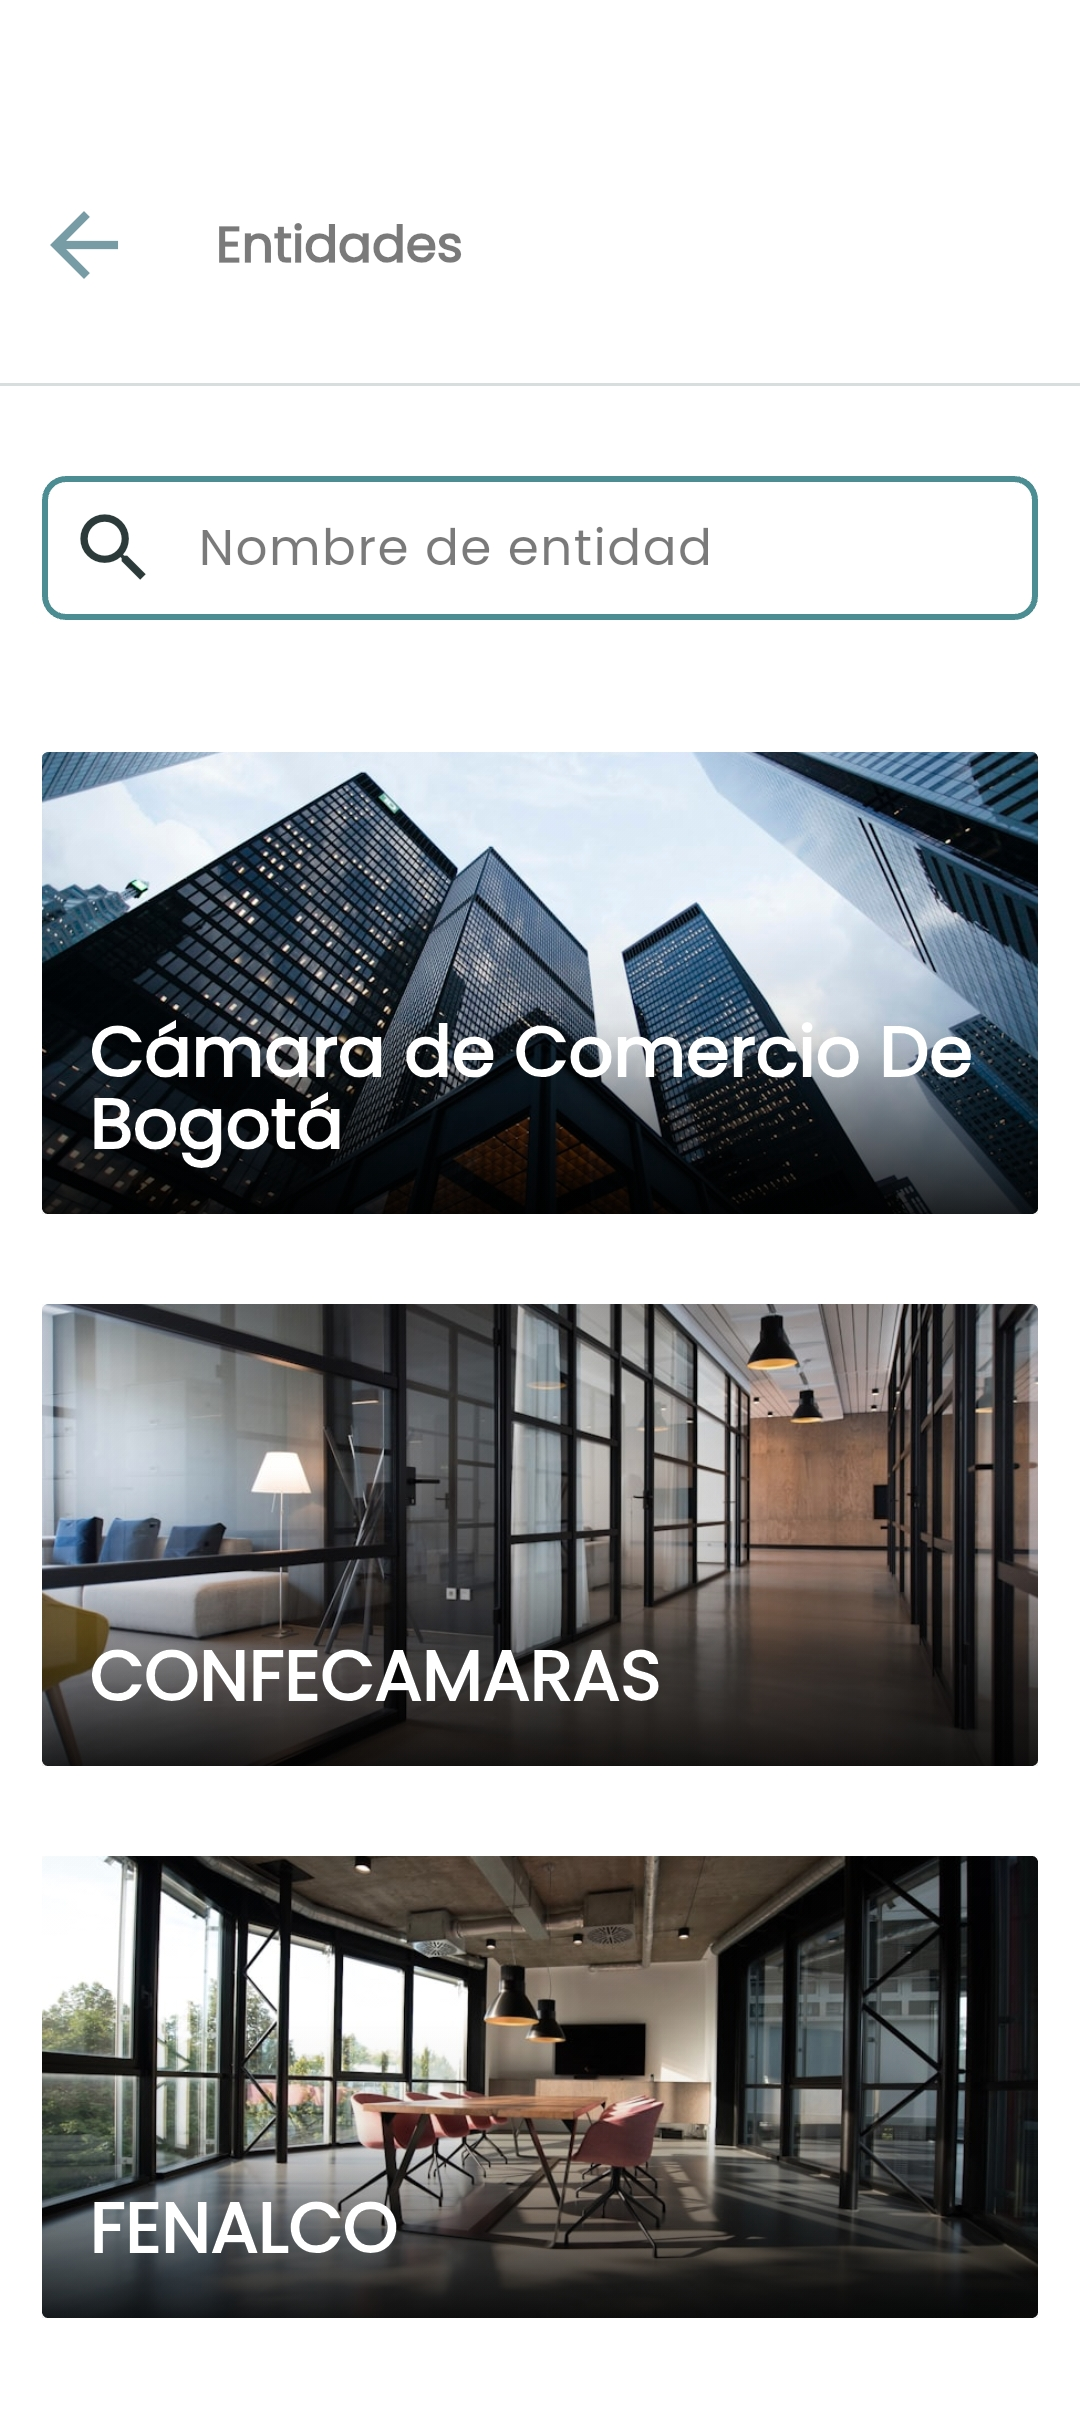 Entidades
Nombre de entidad
Cámara de Comercio De
Bogotá
CONFECAMARAS
FENALCO